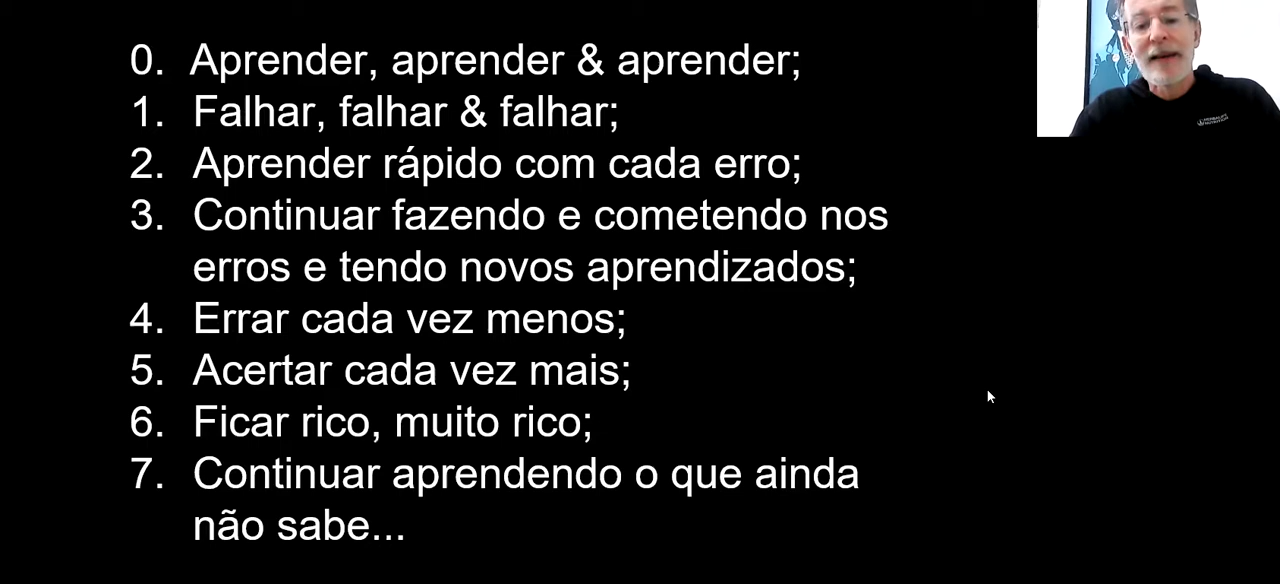 0. Aprender, aprender & aprender;
1. Falhar, falhar & falhar;
2. Aprender rápido com cada erro;
3. Continuar fazendo e cometendo nos
erros e tendo novos aprendizados;
4. Errar cada vez menos;
5. Acertar cada vez mais;
6. Ficar rico, muito rico;
7. Continuar aprendendo o que ainda
não sabe...
HERBALIFE
NUTRITION